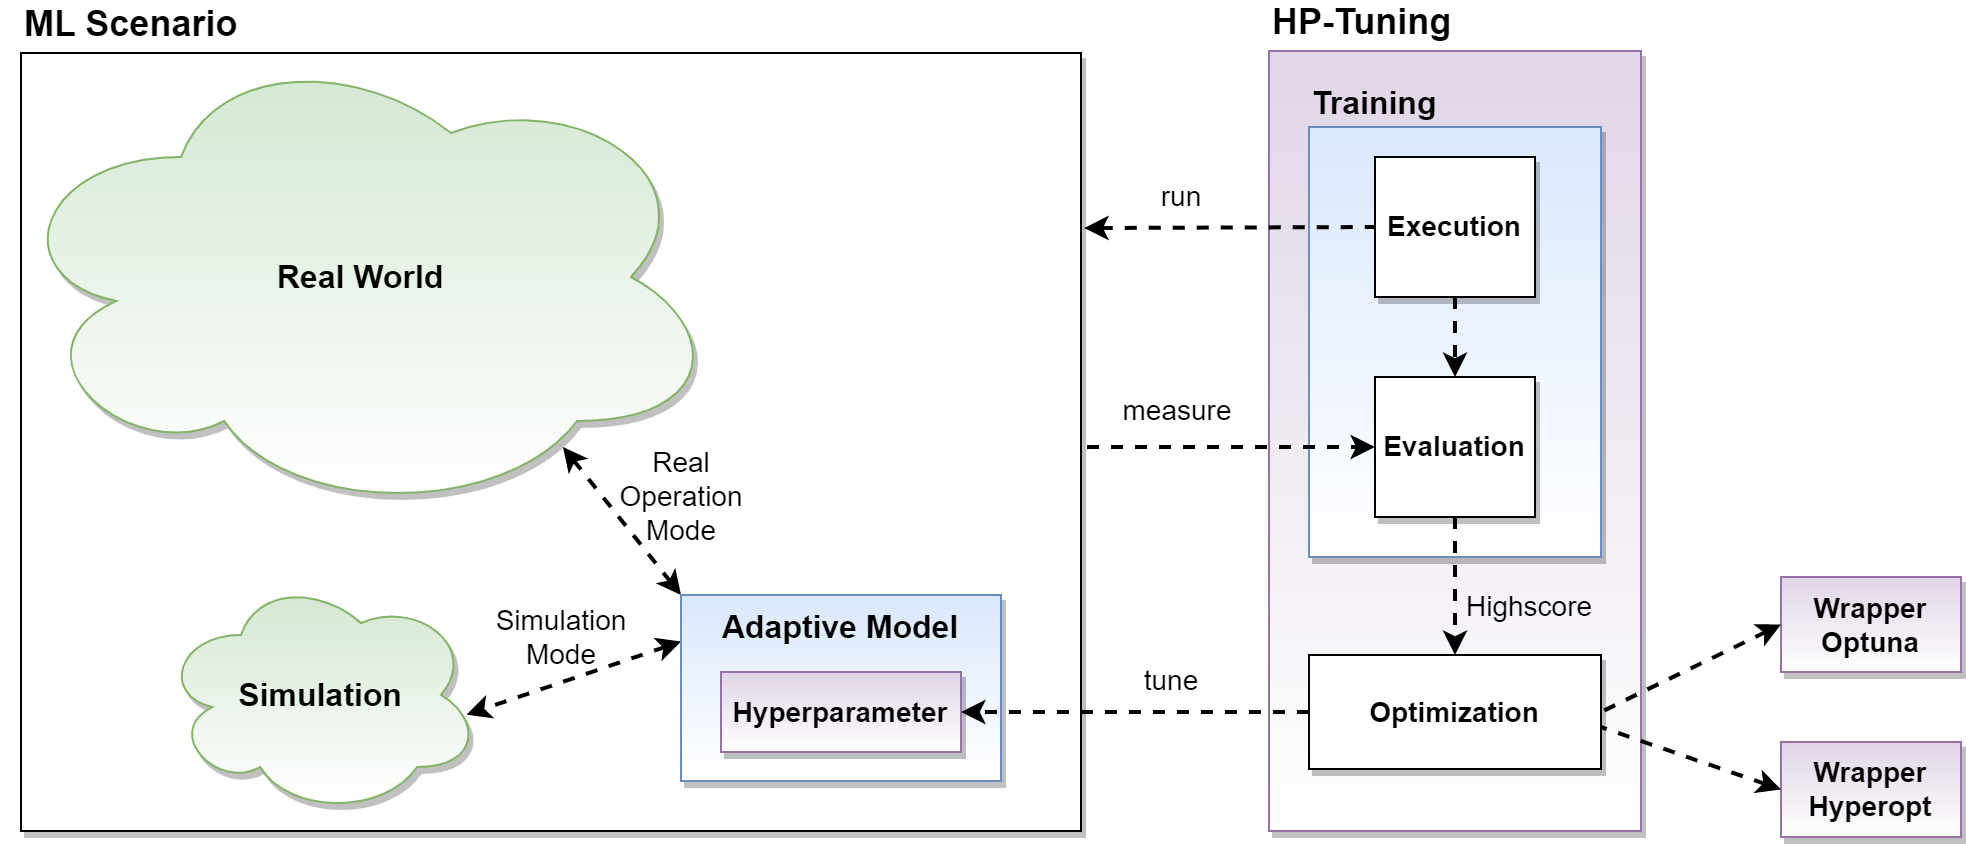 ML Scenario
HP-Tuning
Training
run
Execution
Real World
measure
Evaluation
Real
Operation
Mode
Highscore
Simulation
Mode
Adaptive Model
Simulation
Hyperparameter
tune
Optimization
Wrapper
Optuna
Wrapper
Hyperopt